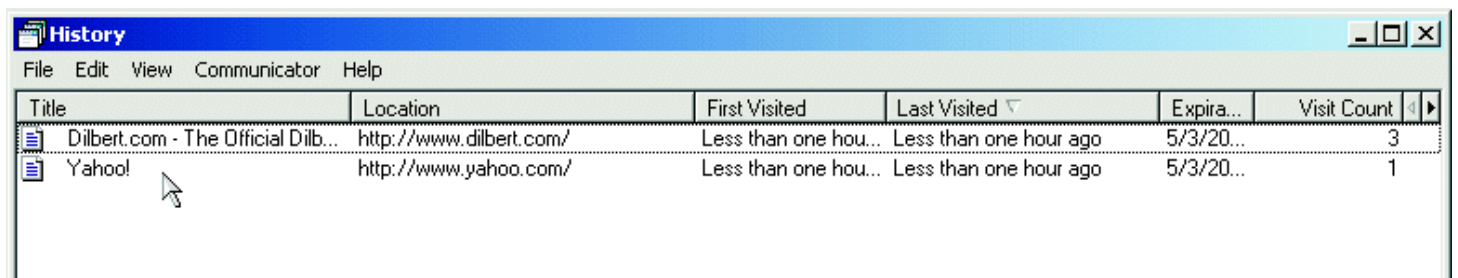 History
File Edit View Communicator Help
Title Location First Visited Last Visited Expira... Visit Count
Dilbert.com - The Official Dilb... http://www.dilbert.com/ Less than one hou... Less than one hour ago 5/3/20... 3
Yahoo! http://www.yahoo.com/ Less than one hou... Less than one hour ago 5/3/20... 1